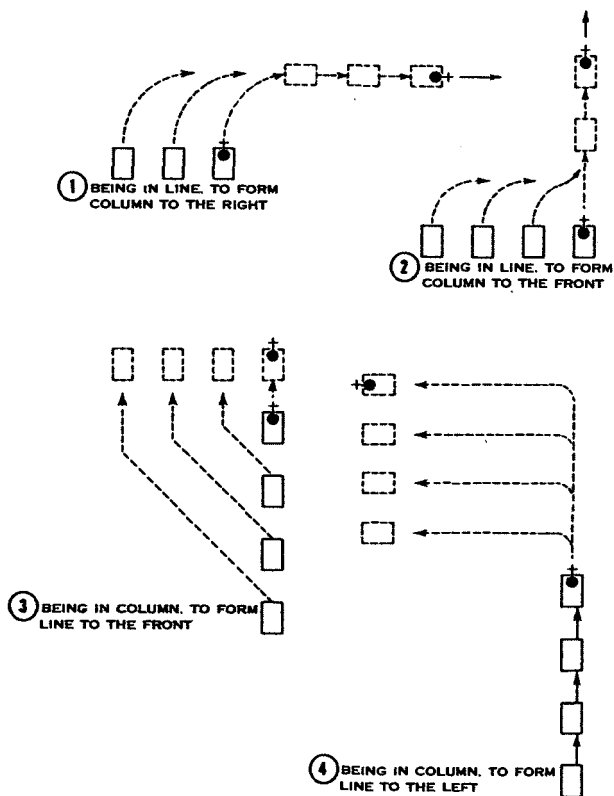 1 BEING IN LINE, TO FORM
COLUMN TO THE RIGHT
2 BEING IN LINE, TO FORM
COLUMN TO THE FRONT
3 BEING IN COLUMN, TO FORM
LINE TO THE FRONT
4 BEING IN COLUMN, TO FORM
LINE TO THE LEFT